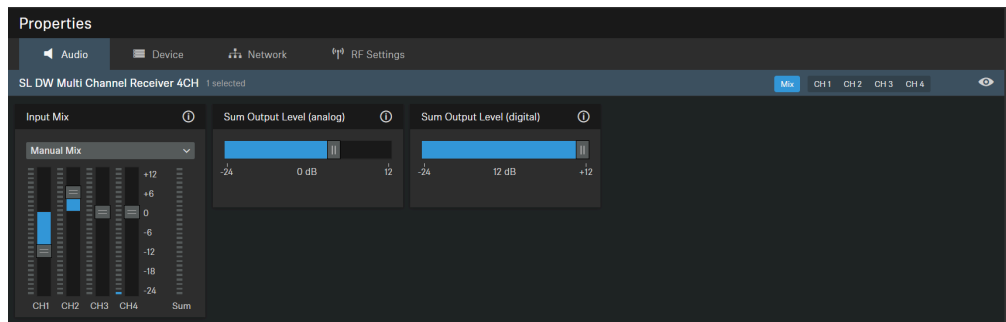 Properties
Audio Device Network RF Settings
SL DW Multi Channel Receiver 4CH 1 selected Mix CH 1 CH 2 CH 3 CH 4
Input Mix
Manual Mix
+12
+6
0
-6
-12
-18
-24
CH1 CH2 CH3 CH4 Sum
Sum Output Level (analog)
-24 0 dB 12
Sum Output Level (digital)
-24 12 dB +12